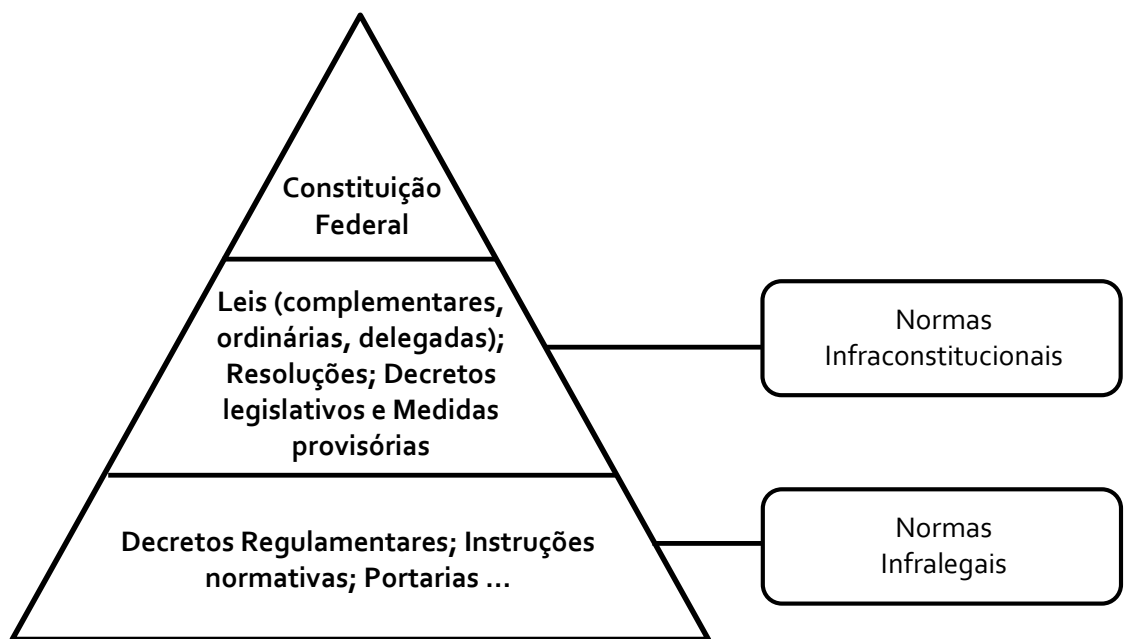 Constituição
Federal
Leis (complementares,
ordinárias, delegadas);
Resoluções; Decretos
legislativos e Medidas
provisórias
Normas
Infraconstitucionais
Decretos Regulamentares; Instruções
normativas; Portarias ...
Normas
Infralegais